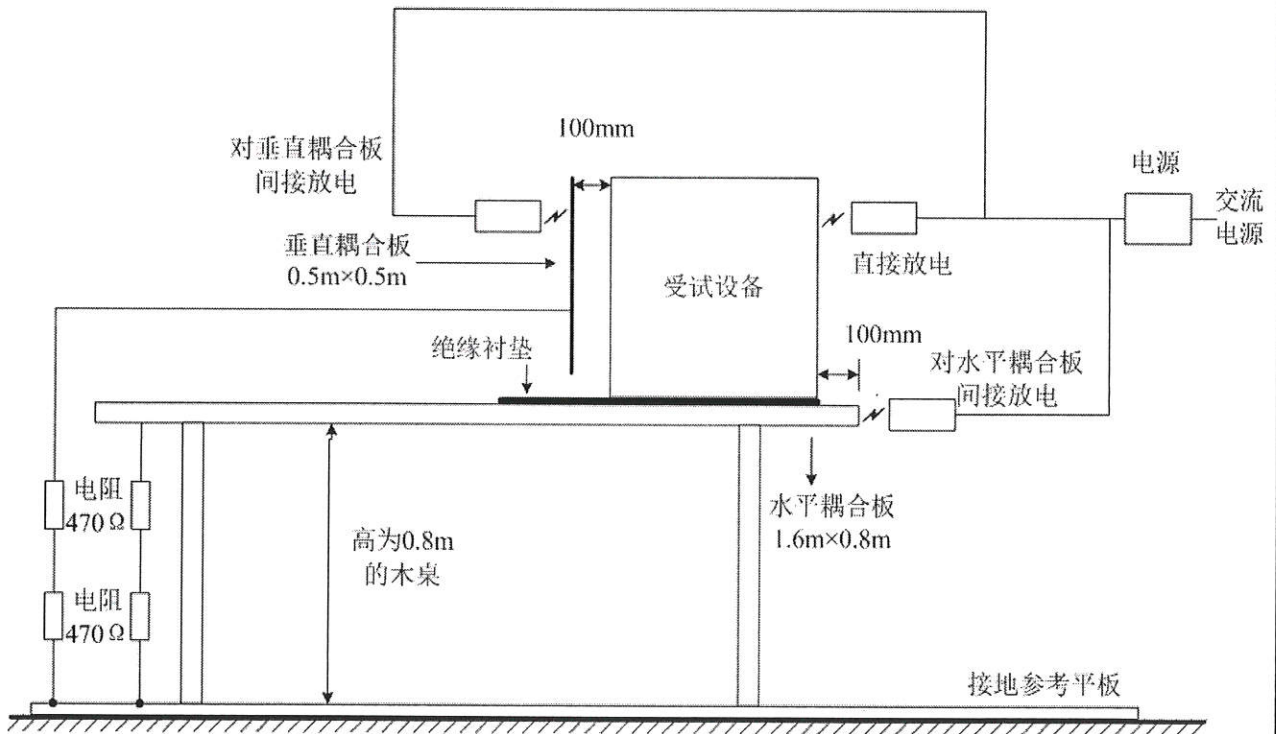 100mm
对垂直耦合板
间接放电
电源
交流
电源
垂直耦合板
0.5m×0.5m
直接放电
受试设备
100mm
绝缘衬垫
对水平耦合板
间接放电
电阻
470Ω
水平耦合板
1.6m×0.8m
高为0.8m
的木桌
电阻
470Ω
接地参考平板